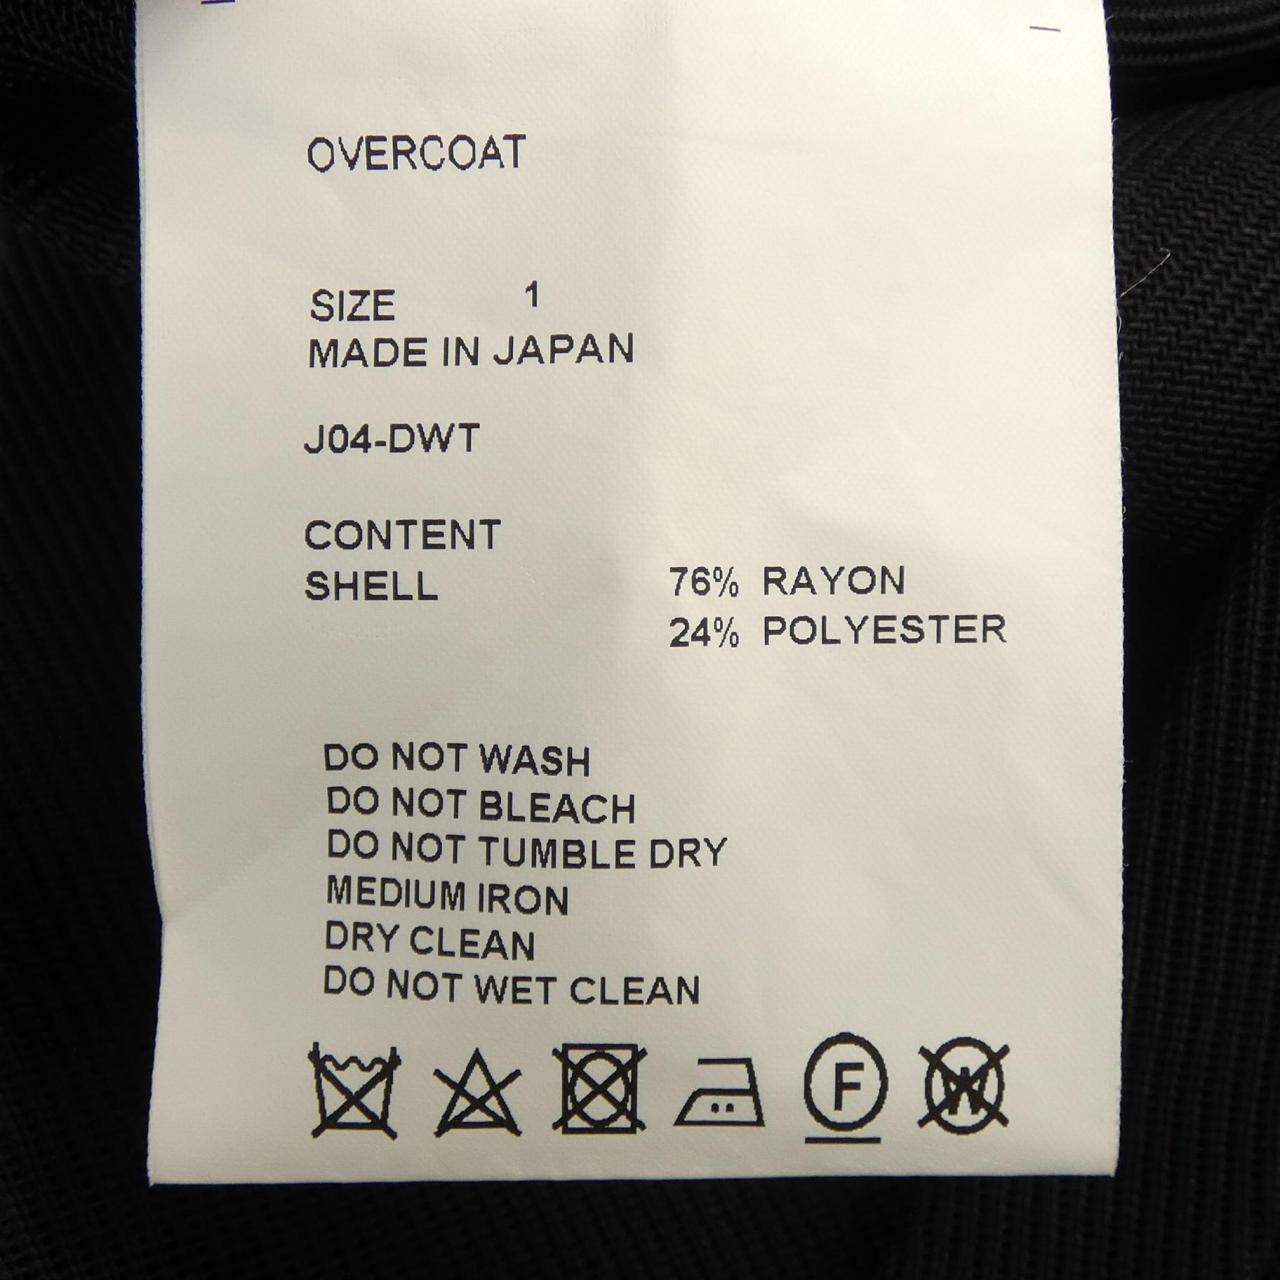 OVERCOAT
SIZE 1
MADE IN JAPAN
J04-DWT
CONTENT
SHELL 76% RAYON
24% POLYESTER
DO NOT WASH
DO NOT BLEACH
DO NOT TUMBLE DRY
MEDIUM IRON
DRY CLEAN
DO NOT WET CLEAN
F W